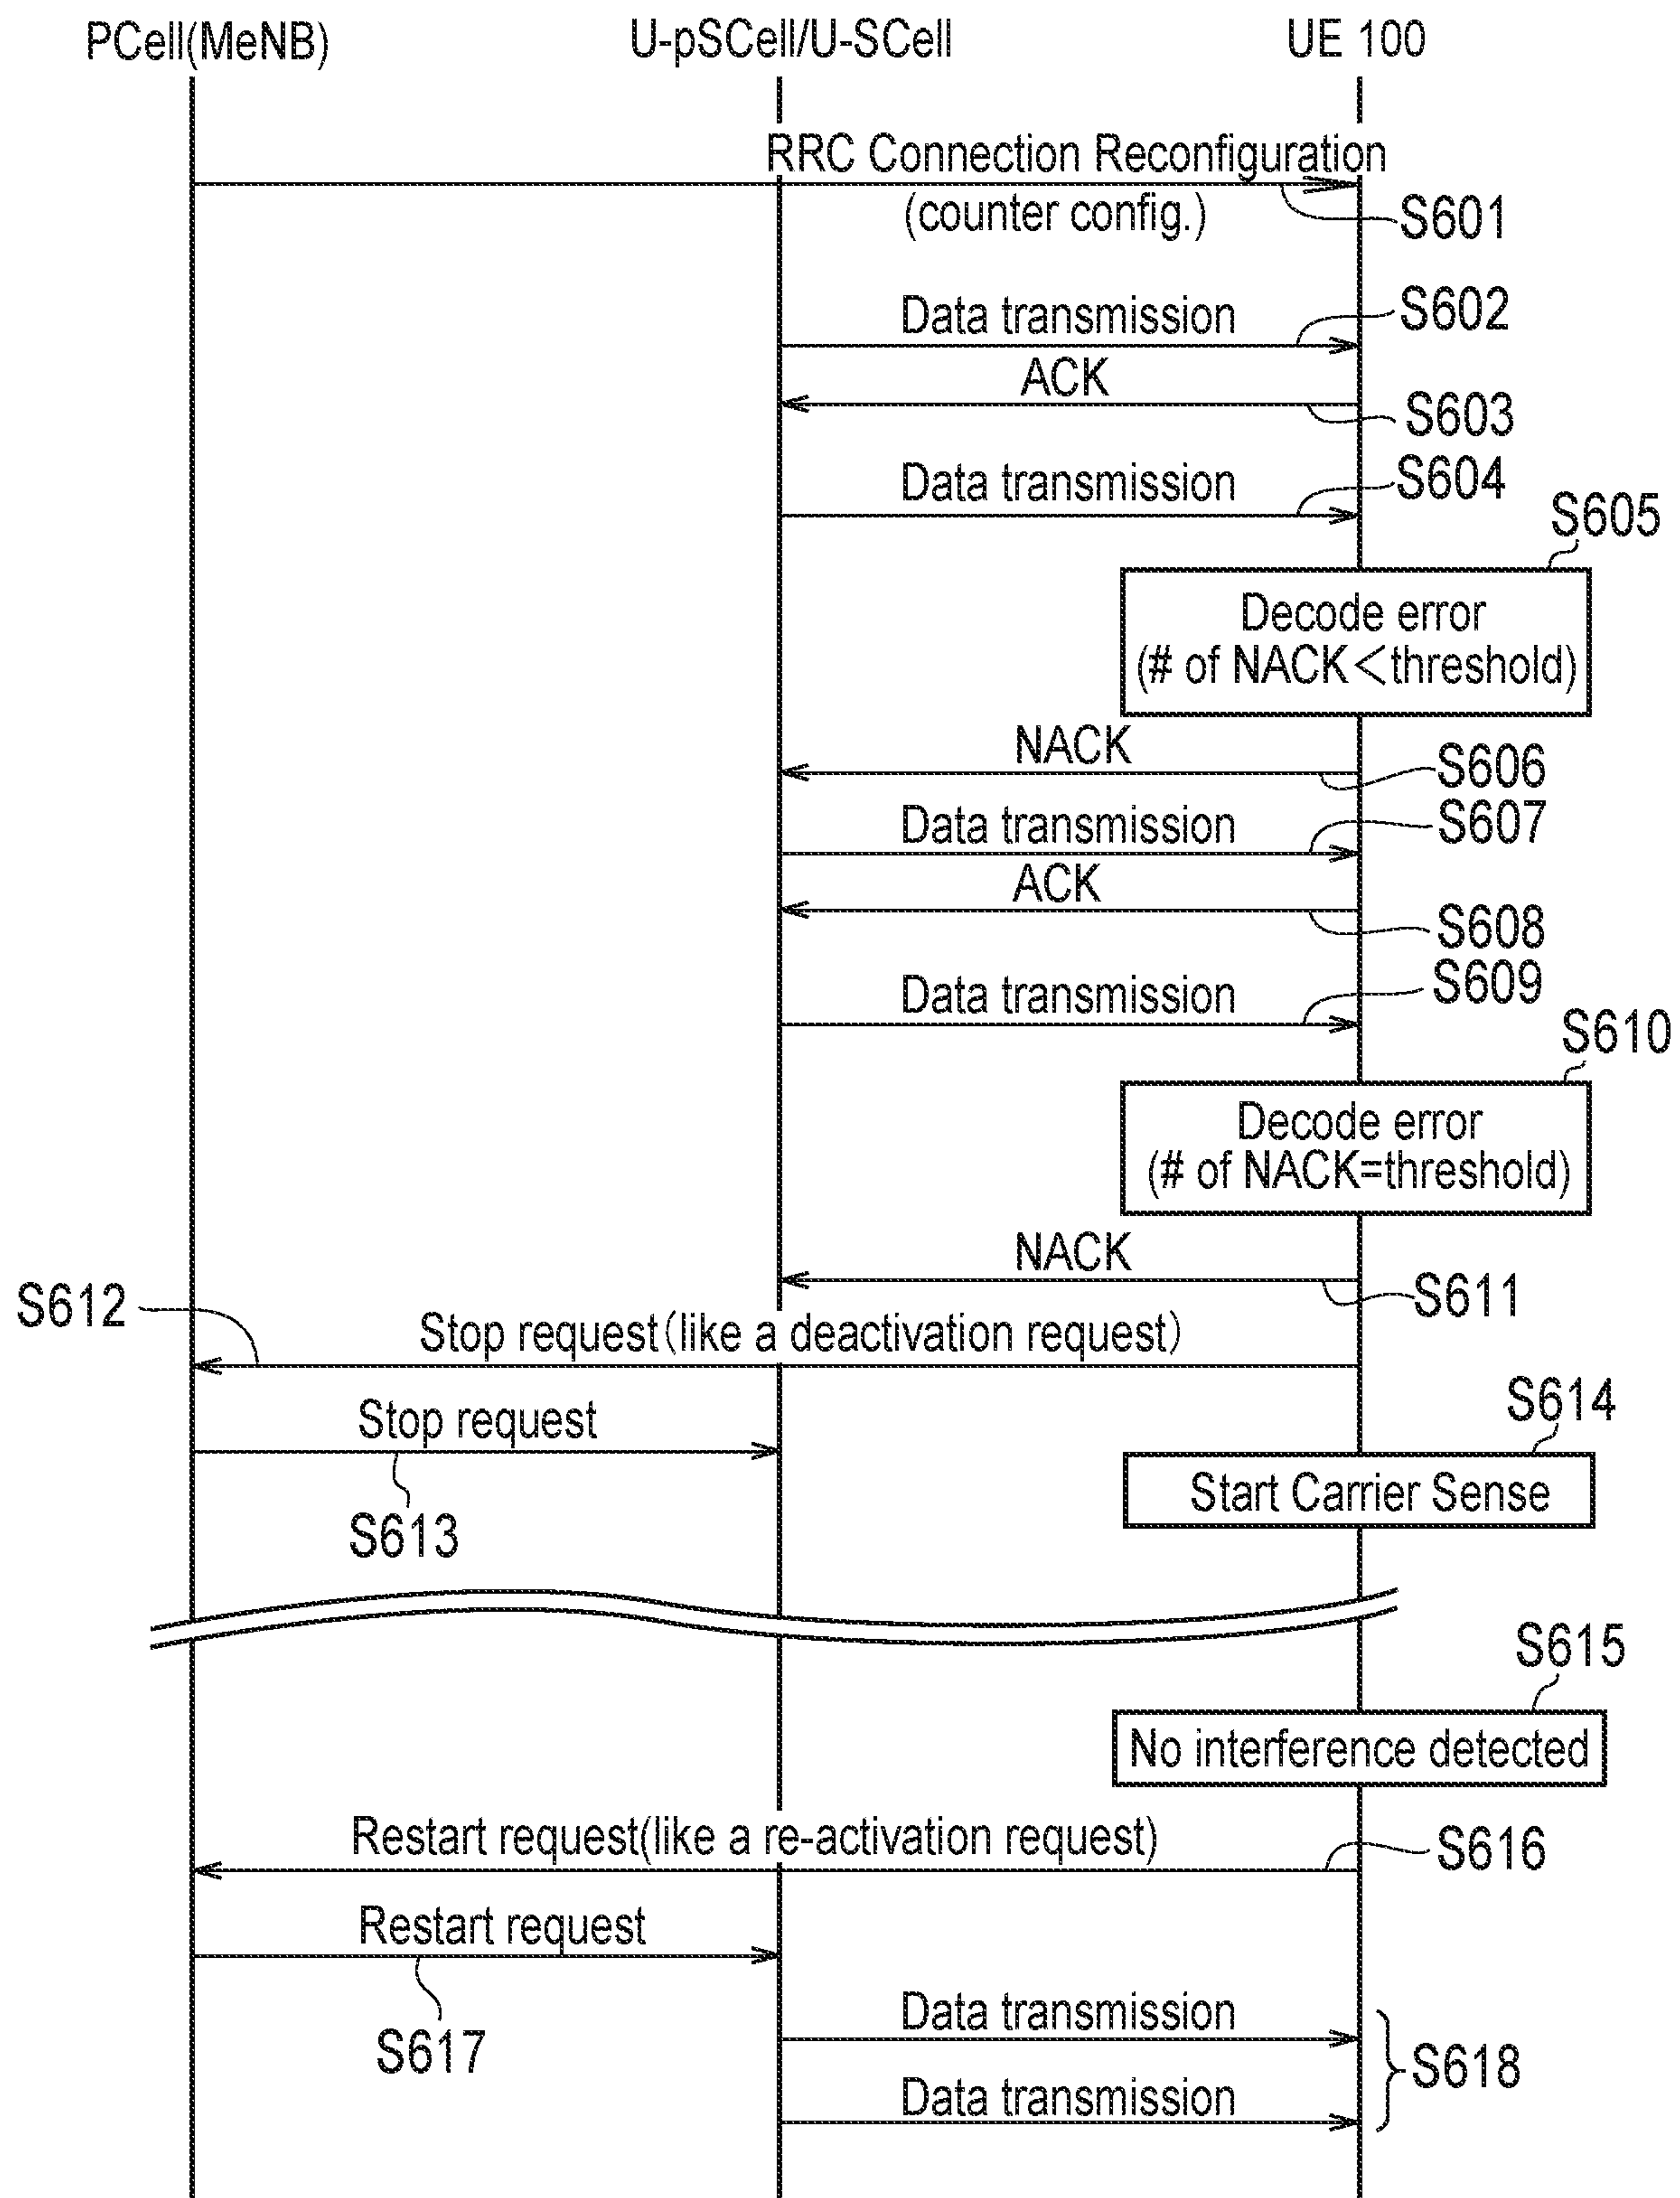 PCell(MeNB) U-pSCell/U-SCell UE 100
RRC Connection Reconfiguration
(counter config.) S601
Data transmission S602
ACK
S603
Data transmission S604
S605
Decode error
(# of NACK<threshold)
NACK
S606
Data transmission S607
ACK
S608
Data transmission S609
S610
Decode error
(# of NACK=threshold)
NACK
S611
S612
Stop request(like a deactivation request)
Stop request
S613
S614
Start Carrier Sense
S615
No interference detected
Restart request(like a re-activation request)
S616
Restart request
S617
Data transmission
S618
Data transmission